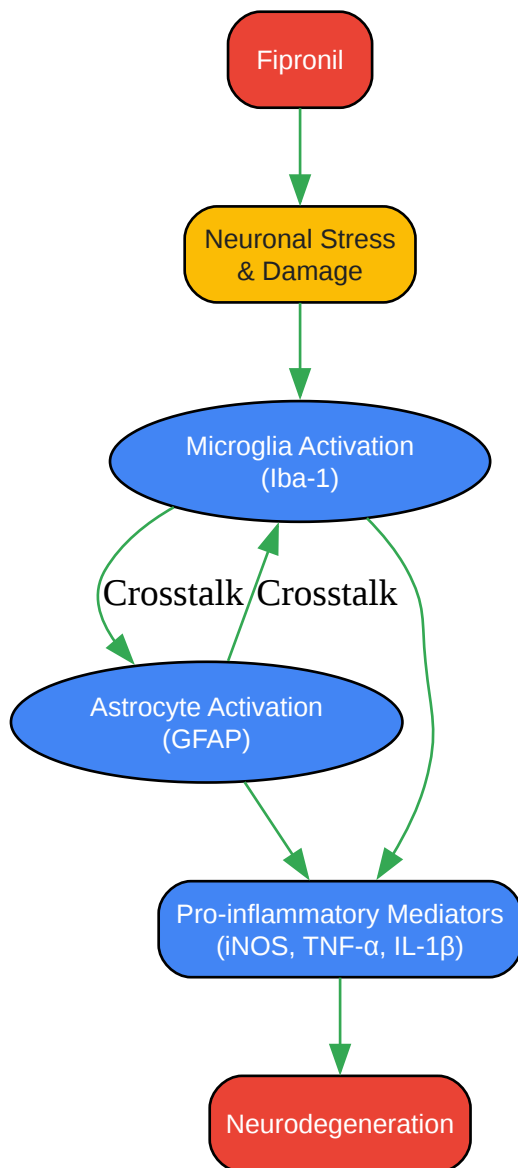 Fipronil
Neuronal Stress
& Damage
Microglia Activation
(Iba-1)
Crosstalk
Crosstalk
Astrocyte Activation
(GFAP)
Pro-inflammatory Mediators
(iNOS, TNF-α, IL-1β)
Neurodegeneration